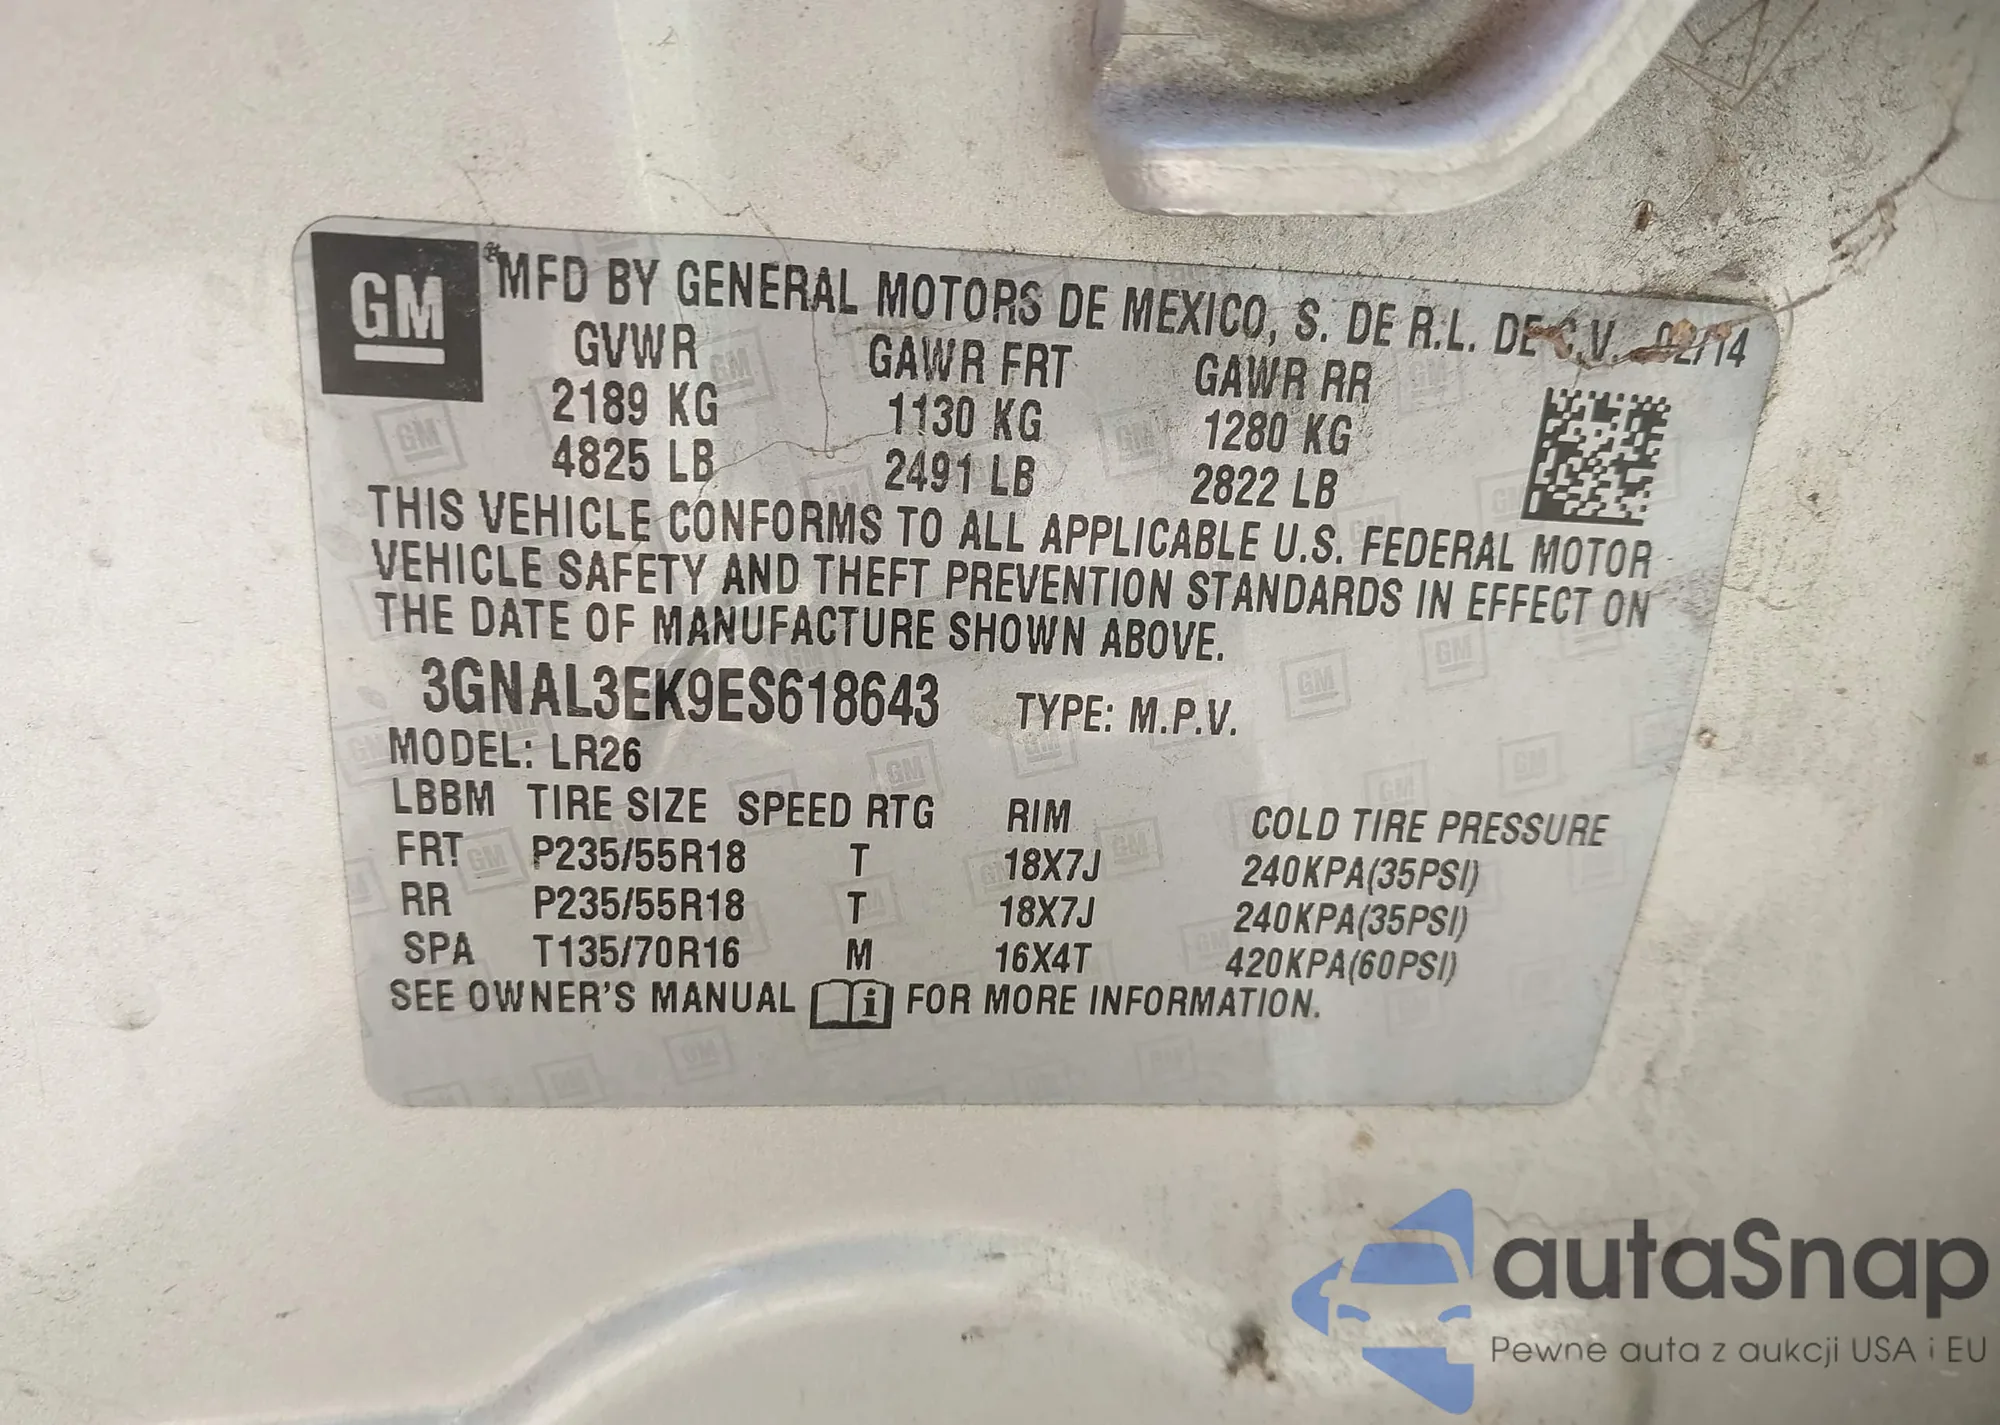 GM
MFD BY GENERAL MOTORS DE MEXICO, S. DE R.L. DE C.V. 02/14
GVWR GAWR FRT GAWR RR
2189 KG 1130 KG 1280 KG
4825 LB 2491 LB 2822 LB
THIS VEHICLE CONFORMS TO ALL APPLICABLE U.S. FEDERAL MOTOR
VEHICLE SAFETY AND THEFT PREVENTION STANDARDS IN EFFECT ON
THE DATE OF MANUFACTURE SHOWN ABOVE.
3GNAL3EK9ES618643 TYPE: M.P.V.
MODEL: LR26
LBBM TIRE SIZE SPEED RTG RIM COLD TIRE PRESSURE
FRT P235/55R18 T 18X7J 240KPA(35PSI)
RR P235/55R18 T 18X7J 240KPA(35PSI)
SPA T135/70R16 M 16X4T 420KPA(60PSI)
SEE OWNER'S MANUAL i FOR MORE INFORMATION.
autaSnap
Pewne auta z aukcji USA i EU